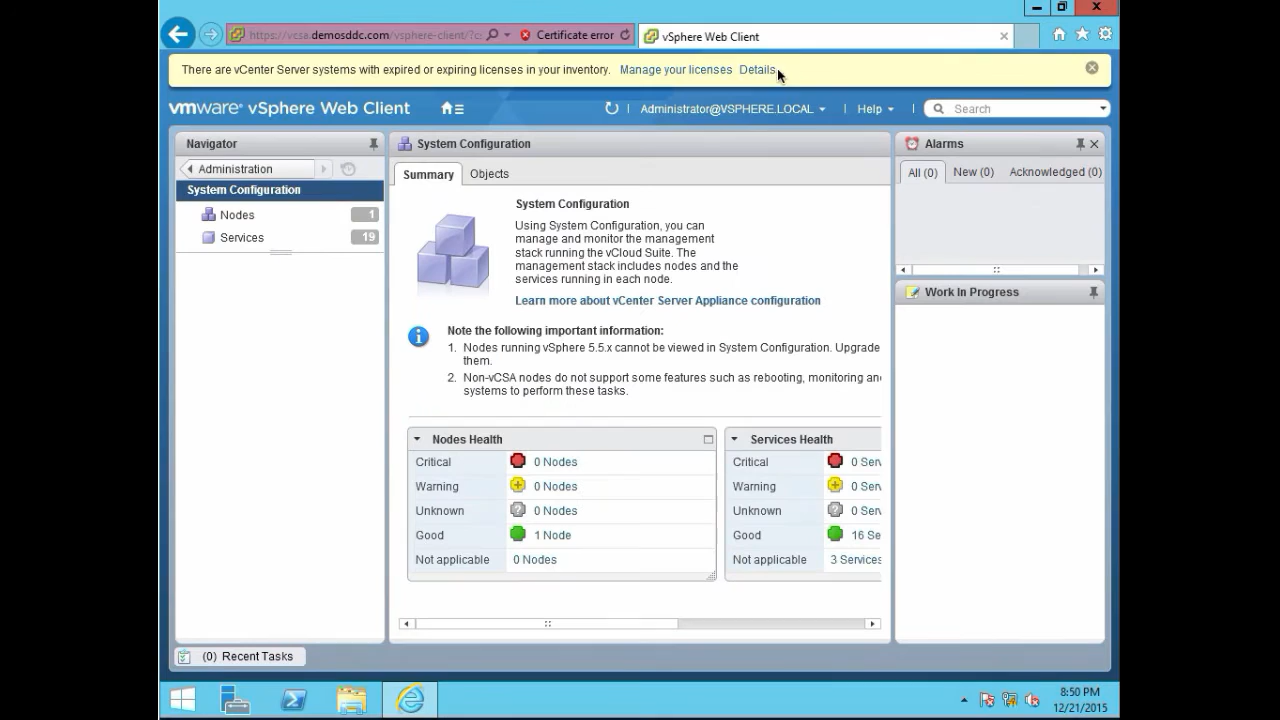 https://vcsa.demosddc.com/vsphere-client/?cs
Certificate error
vSphere Web Client
There are vCenter Server systems with expired or expiring licenses in your inventory. Manage your licenses Details
vmware® vSphere Web Client
Administrator@VSPHERE.LOCAL
Help
Search
Navigator
Administration
System Configuration
Nodes 1
Services 19
System Configuration
Summary Objects
System Configuration
Using System Configuration, you can
manage and monitor the management
stack running the vCloud Suite. The
management stack includes nodes and the
services running in each node.
Learn more about vCenter Server Appliance configuration
Note the following important information:
1. Nodes running vSphere 5.5.x cannot be viewed in System Configuration. Upgrade
them.
2. Non-vCSA nodes do not support some features such as rebooting, monitoring and
systems to perform these tasks.
Nodes Health
Critical 0 Nodes
Warning 0 Nodes
Unknown 0 Nodes
Good 1 Node
Not applicable 0 Nodes
Services Health
Critical 0 Serv
Warning 0 Serv
Unknown 0 Serv
Good 16 Se
Not applicable 3 Services
Alarms
All (0) New (0) Acknowledged (0)
Work In Progress
(0) Recent Tasks
8:50 PM
12/21/2015